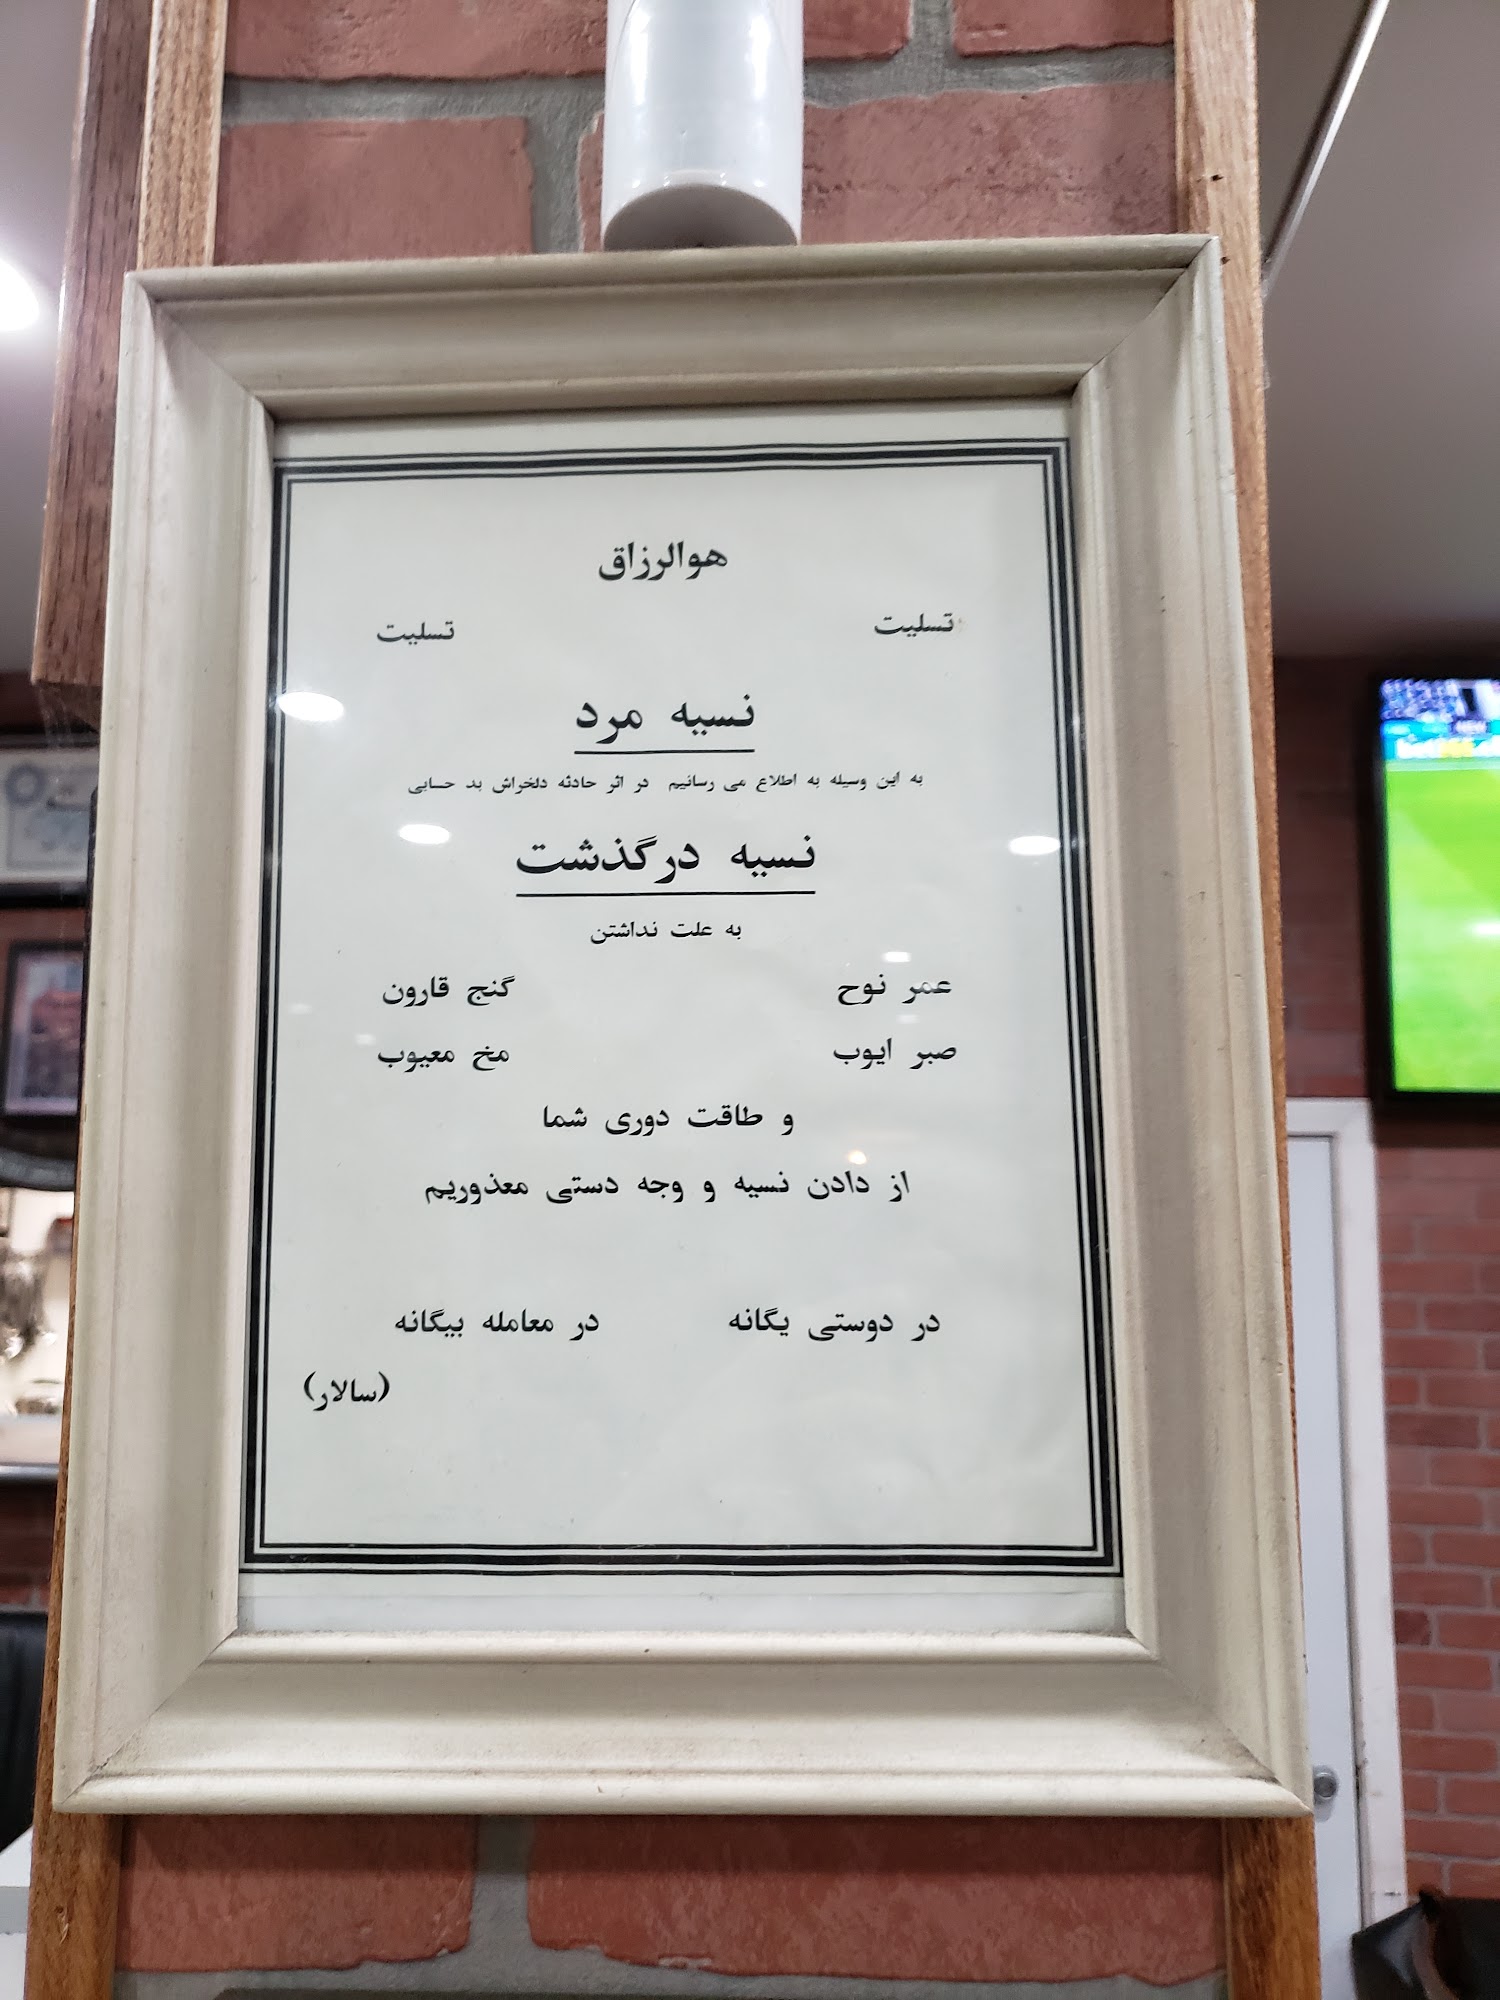 هوالرزاق
تسلیت تسلیت
نسیه مرد
به این وسیله به اطلاع می رسانیم در اثر حادثه دلخراش بد حسابی
نسیه درگذشت
به علت نداشتن
عمر نوح گنج قارون
صبر ایوب مخ معیوب
و طاقت دوری شما
از دادن نسیه و وجه دستی معذوریم
در دوستی یگانه در معامله بیگانه
(سالار)